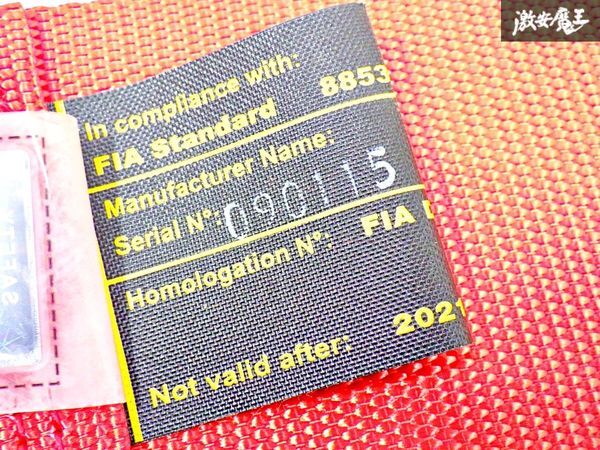 激安魔王
In compliance with:
FIA Standard 8853
Manufacturer Name:
Serial N°: 090115
Homologation N°: FIA
Not valid after: 2021